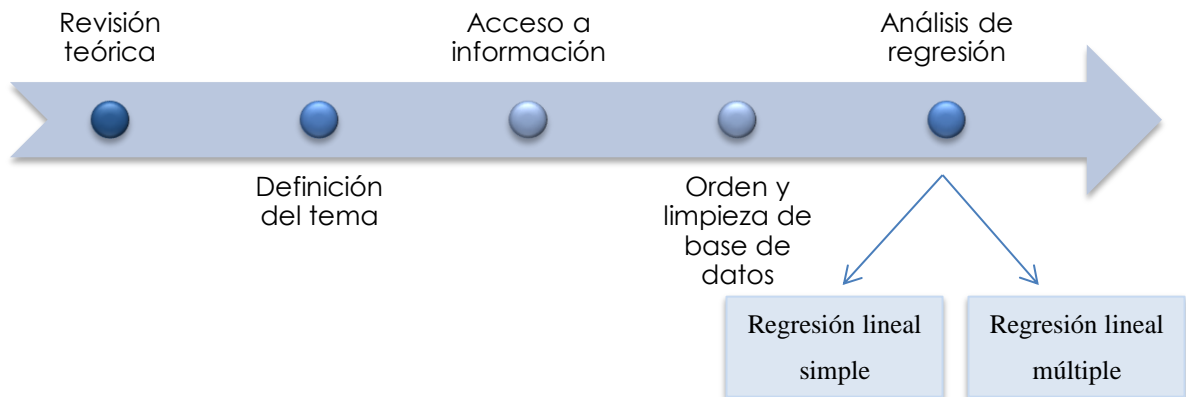 Revisión
teórica
Definición
del tema
Acceso a
información
Orden y
limpieza de
base de
datos
Análisis de
regresión
Regresión lineal
simple
Regresión lineal
múltiple